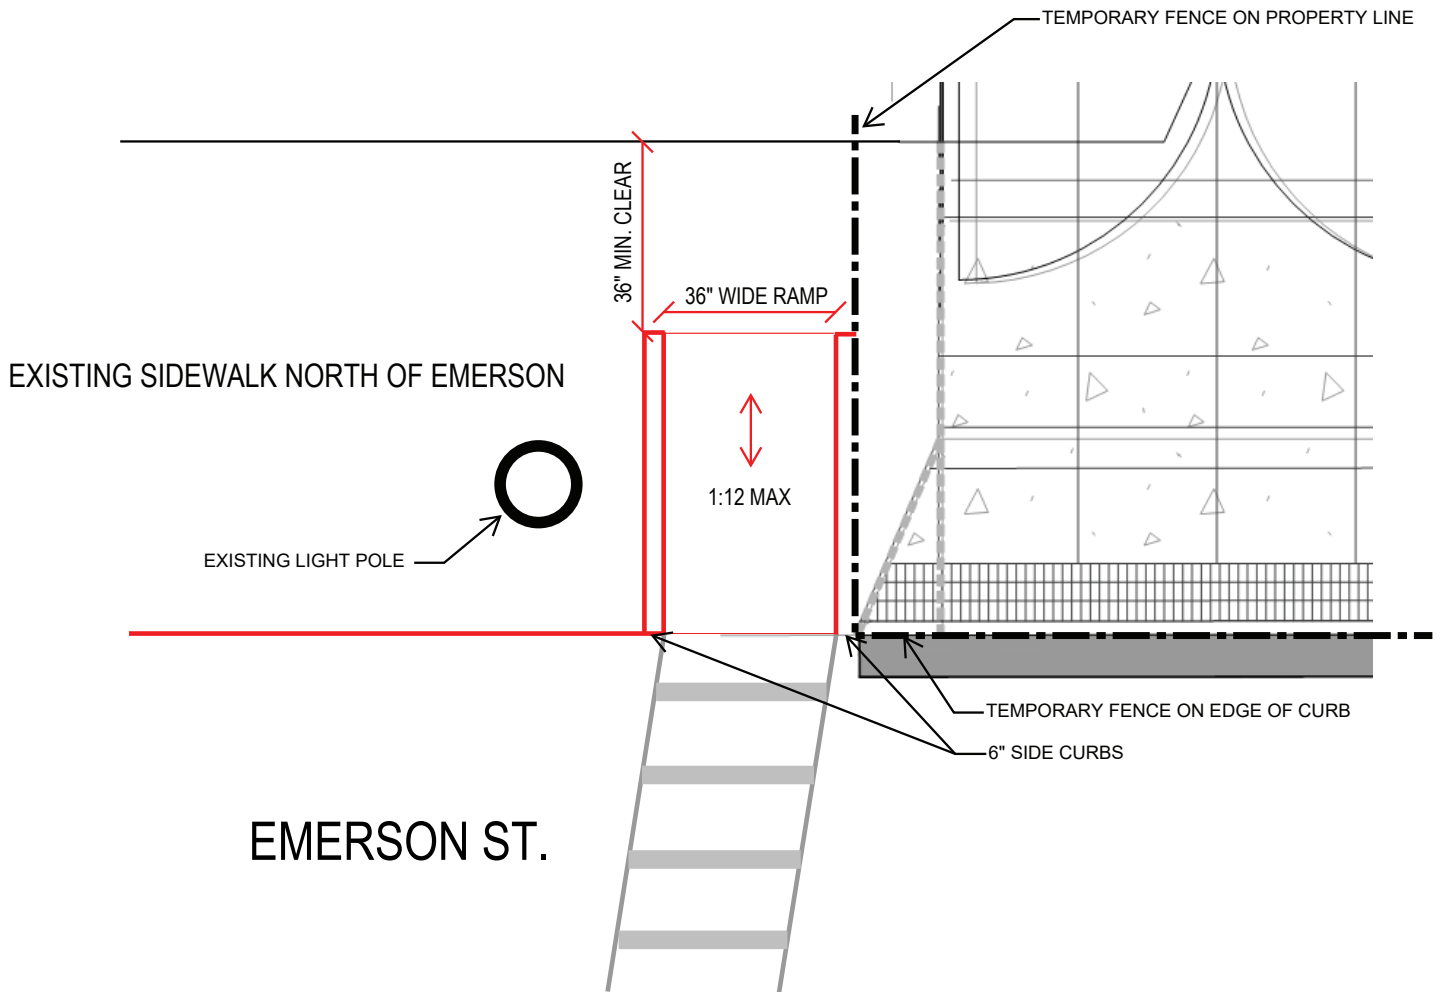 TEMPORARY FENCE ON PROPERTY LINE
36" MIN. CLEAR
36" WIDE RAMP
EXISTING SIDEWALK NORTH OF EMERSON
1:12 MAX
EXISTING LIGHT POLE
TEMPORARY FENCE ON EDGE OF CURB
6" SIDE CURBS
EMERSON ST.